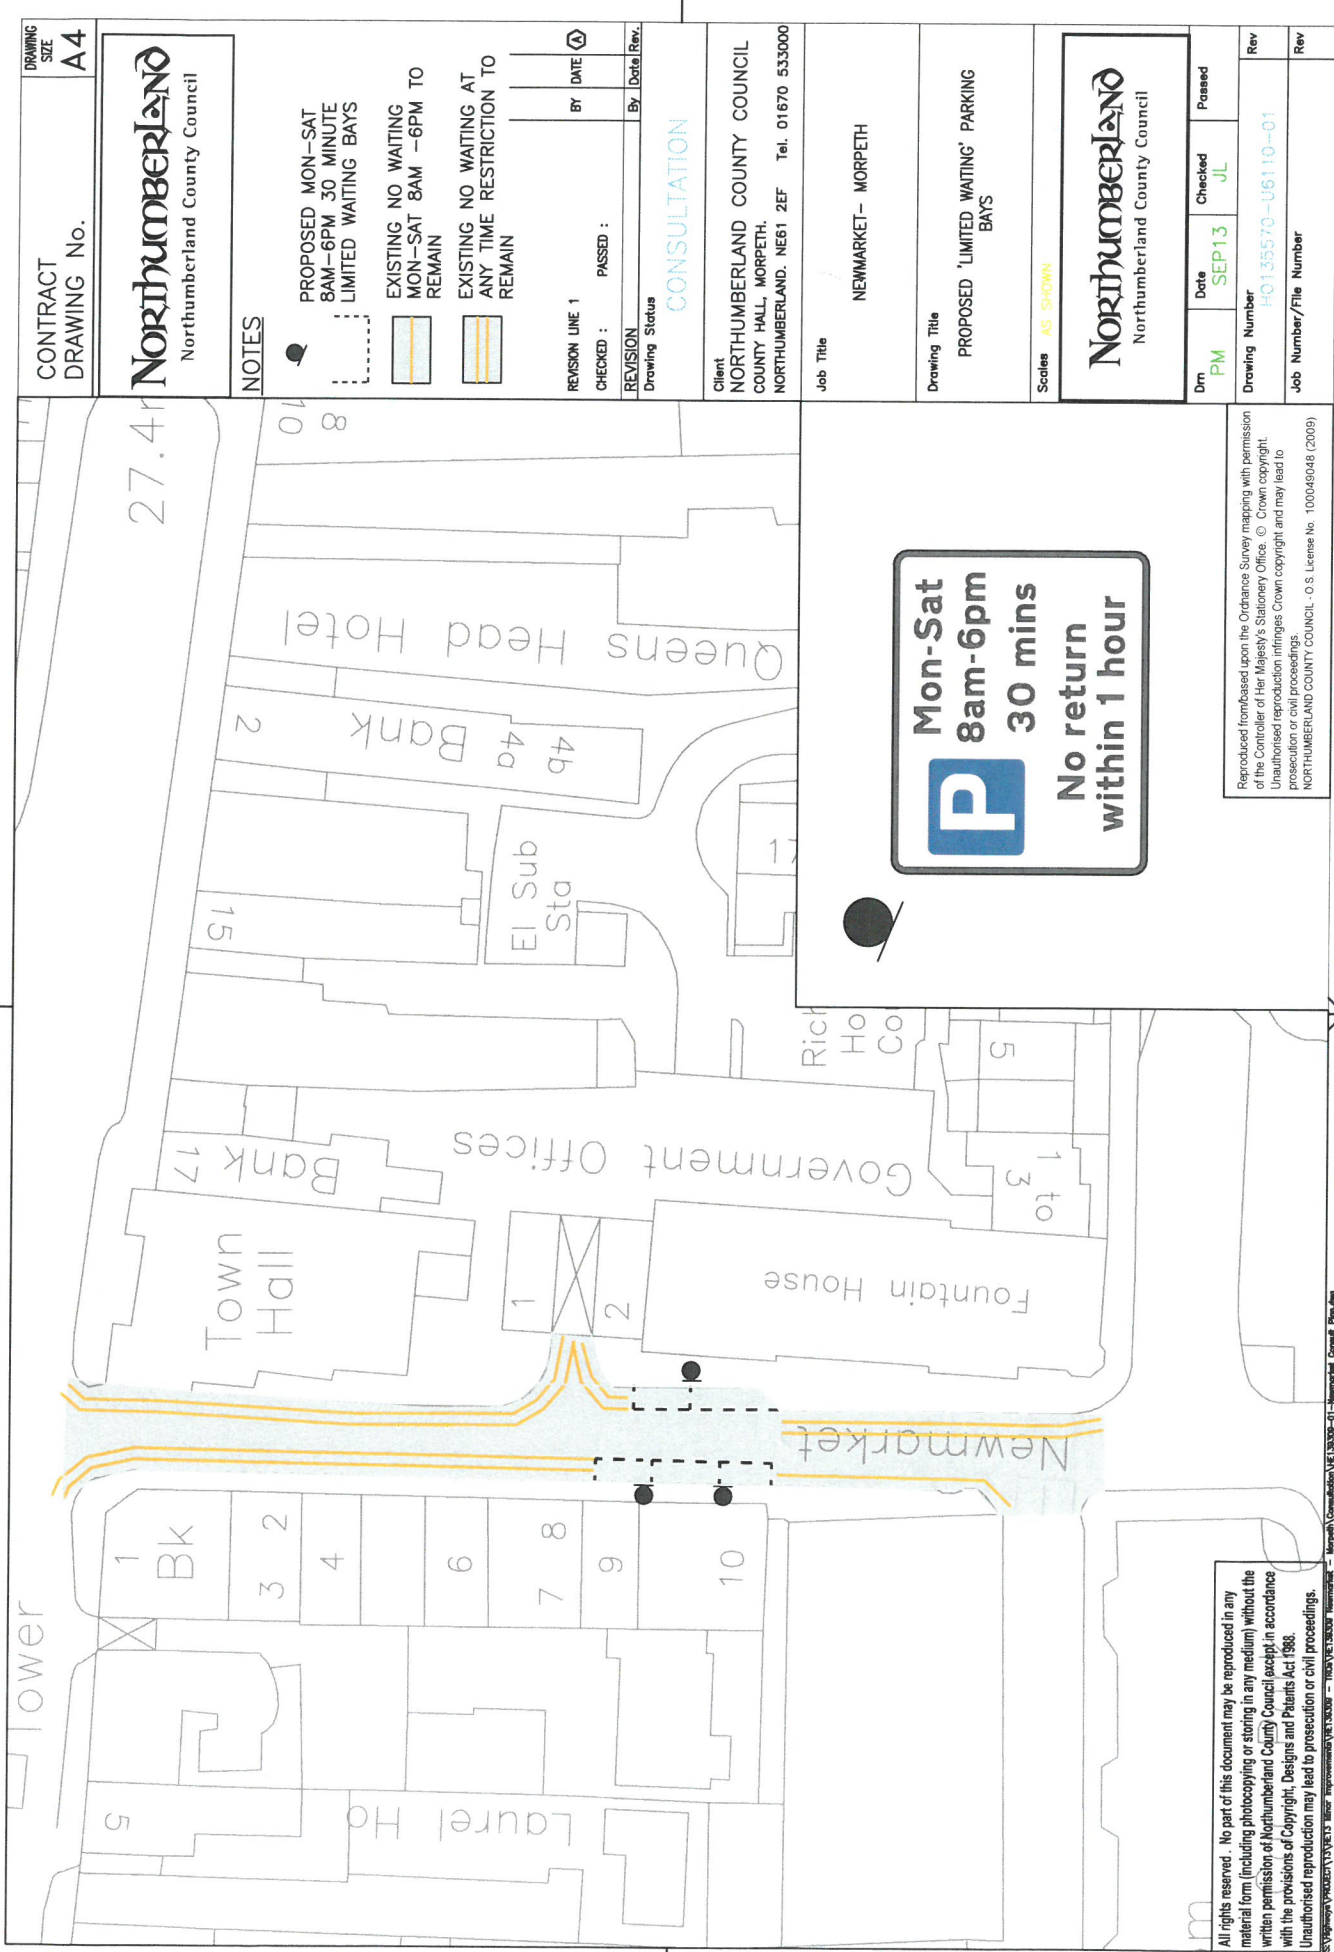 CONTRACT
DRAWING No.
DRAWING
SIZE
A4
NORTHUMBERLAND
Northumberland County Council
NOTES
PROPOSED MON-SAT
8AM-6PM 30 MINUTE
LIMITED WAITING BAYS
EXISTING NO WAITING
MON-SAT 8AM -6PM TO
REMAIN
EXISTING NO WAITING AT
ANY TIME RESTRICTION TO
REMAIN
REVISION LINE 1
BY
DATE
A
CHECKED :
PASSED :
REVISION
By
Date
Rev.
Drawing Status
CONSULTATION
Client
NORTHUMBERLAND COUNTY COUNCIL
COUNTY HALL, MORPETH.
NORTHUMBERLAND. NE61 2EF Tel. 01670 533000
Job Title
NEWMARKET- MORPETH
Drawing Title
PROPOSED 'LIMITED WAITING' PARKING
BAYS
Scales AS SHOWN
NORTHUMBERLAND
Northumberland County Council
Drn
PM
Date
SEP13
Checked
JL
Passed
Drawing Number
HO135570-U6110-01
Rev
Job Number/File Number
Rev
27.4
10
8
Queens Head Hotel
2
Bank
4a
4b
15
El Sub
Sta
17
17
Bank
Government Offices
Ho
Co
5
1
to
3
Town
Hall
1
2
Fountain House
Newmarket
1
Bk
2
3
4
6
7
8
9
10
Tower
5
Laurel Ho
P Mon-Sat
8am-6pm
30 mins
No return
within 1 hour
Reproduced from/based upon the Ordnance Survey mapping with permission
of the Controller of Her Majesty's Stationery Office. © Crown copyright.
Unauthorised reproduction infringes Crown copyright and may lead to
prosecution or civil proceedings.
NORTHUMBERLAND COUNTY COUNCIL - O.S. License No. 100049048 (2009)
All rights reserved. No part of this document may be reproduced in any
material form (including photocopying or storing in any medium) without the
written permission of Northumberland County Council except in accordance
with the provisions of Copyright, Designs and Patents Act 1988.
Unauthorised reproduction may lead to prosecution or civil proceedings.